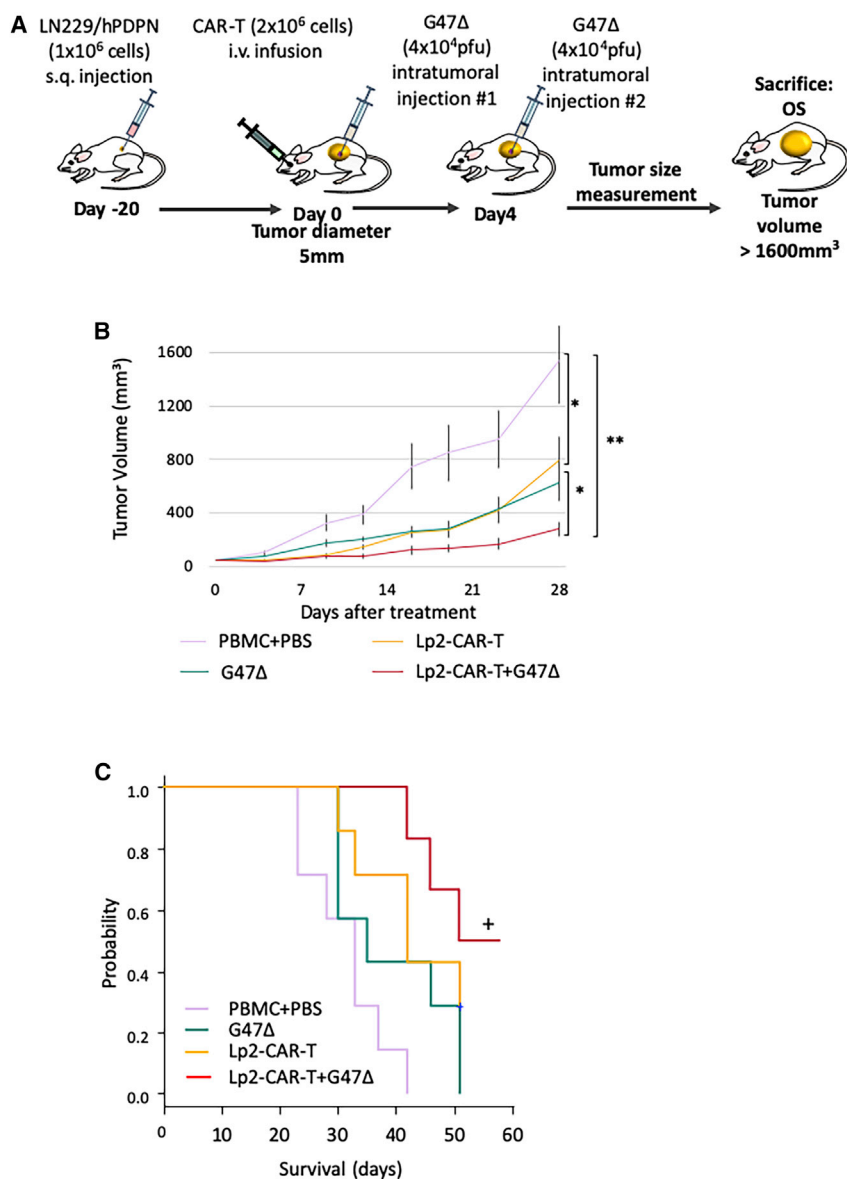 A
LN229/hPDPN
(1x10⁶ cells)
s.q. injection
CAR-T (2x10⁶ cells)
i.v. infusion
G47Δ
(4x10⁴pfu)
intratumoral
injection #1
G47Δ
(4x10⁴pfu)
intratumoral
injection #2
Sacrifice:
OS
Day -20
Day 0
Tumor diameter
5mm
Day4
Tumor size
measurement
Tumor
volume
> 1600mm³
B
Tumor Volume (mm³)
1600
1200
800
400
0
0 7 14 21 28
Days after treatment
*
*
**
PBMC+PBS
Lp2-CAR-T
G47Δ
Lp2-CAR-T+G47Δ
C
Probability
1.0
0.8
0.6
0.4
0.2
0.0
+
PBMC+PBS
G47Δ
Lp2-CAR-T
Lp2-CAR-T+G47Δ
0 10 20 30 40 50 60
Survival (days)